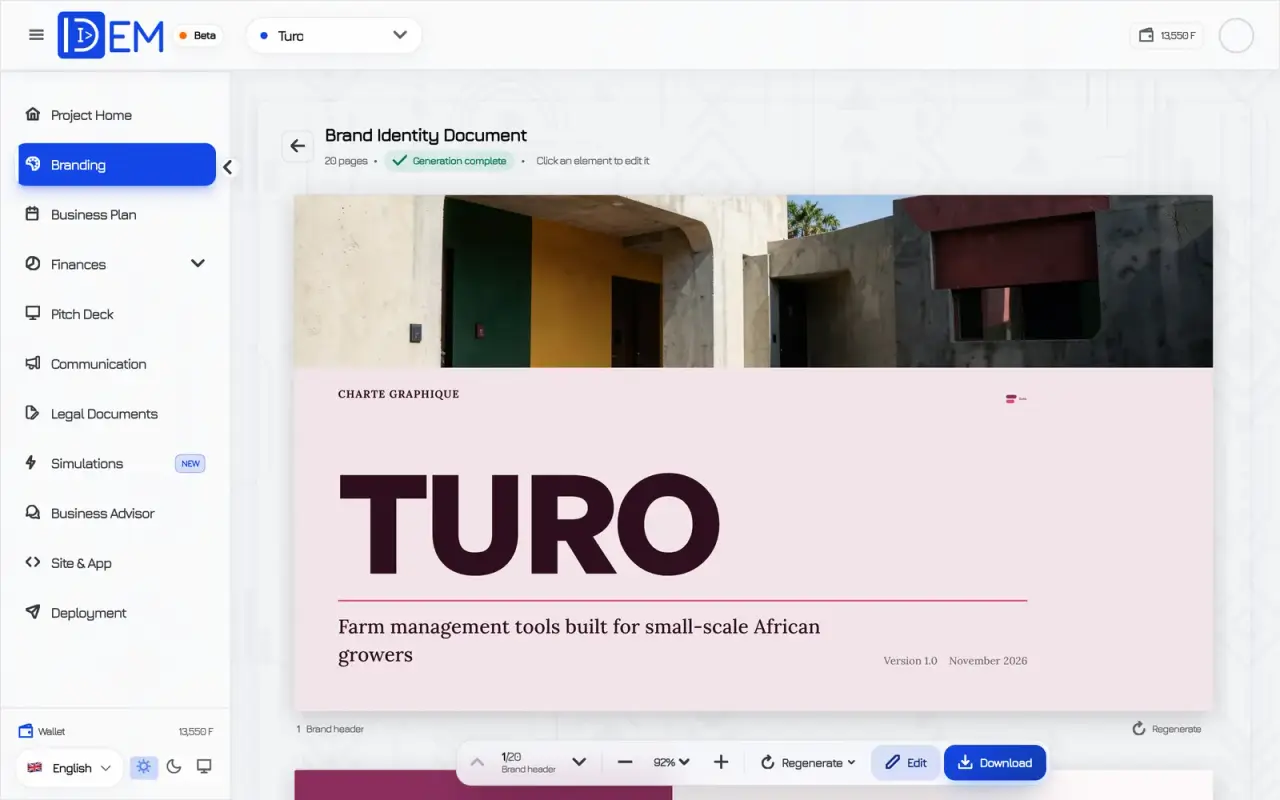 IDEM
Beta
Turo
13,550 F
Project Home
Branding
Business Plan
Finances
Pitch Deck
Communication
Legal Documents
Simulations
NEW
Business Advisor
Site & App
Deployment
Wallet
13,550 F
English
Brand Identity Document
20 pages • Generation complete • Click an element to edit it
CHARTE GRAPHIQUE
TURO
Farm management tools built for small-scale African
growers
Version 1.0 November 2026
1 Brand header
Regenerate
1/20
Brand header
92%
Regenerate
Edit
Download